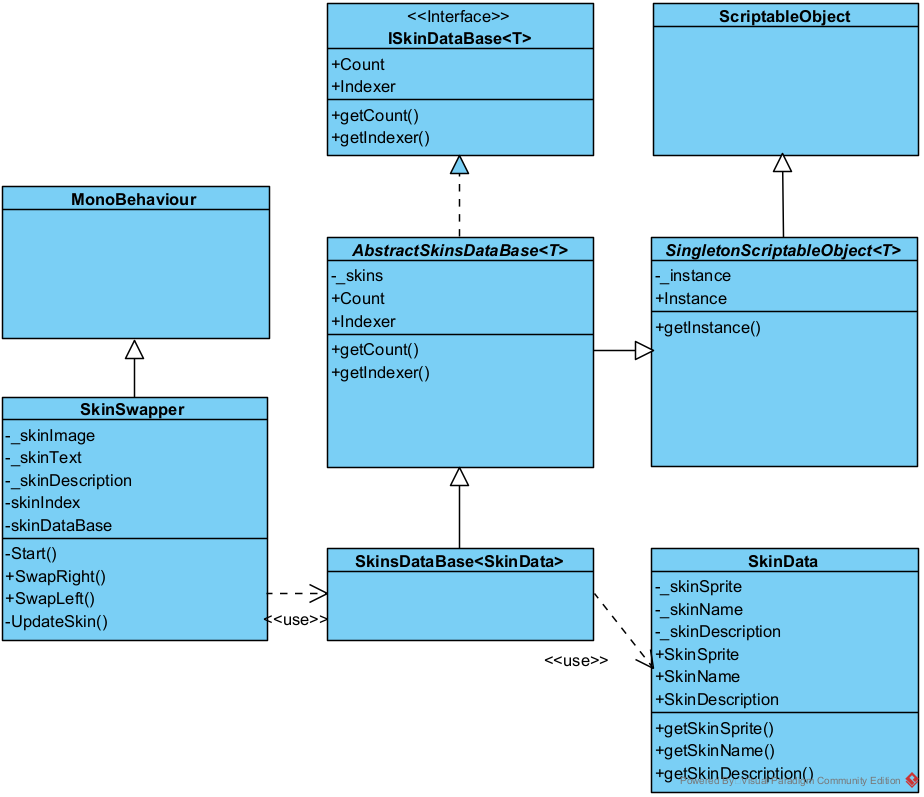 <<Interface>>
ISkinDataBase<T>
+Count
+Indexer
+getCount()
+getIndexer()
ScriptableObject
MonoBehaviour
AbstractSkinsDataBase<T>
-_skins
+Count
+Indexer
+getCount()
+getIndexer()
SingletonScriptableObject<T>
-_instance
+Instance
+getInstance()
SkinSwapper
-_skinImage
-_skinText
-_skinDescription
-skinIndex
-skinDataBase
-Start()
+SwapRight()
+SwapLeft()
-UpdateSkin()
<<use>>
SkinsDataBase<SkinData>
<<use>>
SkinData
-_skinSprite
-_skinName
-_skinDescription
+SkinSprite
+SkinName
+SkinDescription
+getSkinSprite()
+getSkinName()
+getSkinDescription()
Powered By: Visual Paradigm Community Edition